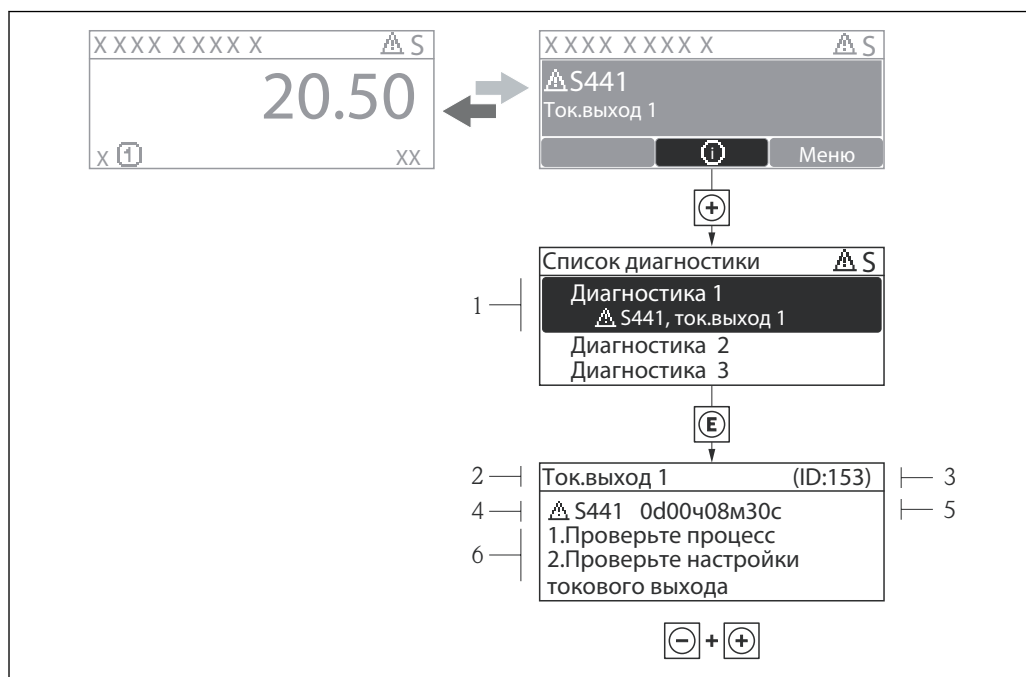 X XXXX X XXX X S
20.50
X 1 XX
X XXXX X XXX X S
S441
Ток.выход 1
i Меню
+
Список диагностики S
1
Диагностика 1
S441, ток.выход 1
Диагностика 2
Диагностика 3
E
2 Ток.выход 1 (ID:153) 3
4 S441 0d00ч08м30с 5
6
1.Проверьте процесс
2.Проверьте настройки
токового выхода
- + +